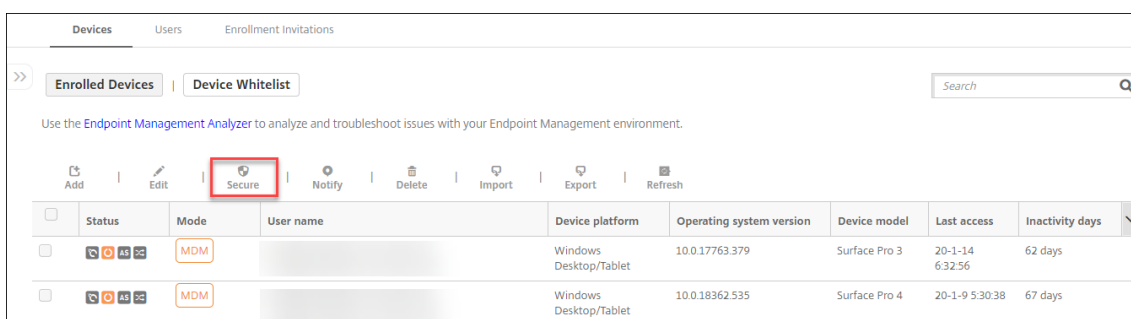 Devices Users Enrollment Invitations
Enrolled Devices | Device Whitelist Search
Use the Endpoint Management Analyzer to analyze and troubleshoot issues with your Endpoint Management environment.
Add | Edit | Secure | Notify | Delete | Import | Export | Refresh
Status Mode User name Device platform Operating system version Device model Last access Inactivity days
AS MDM Windows 10.0.17763.379 Surface Pro 3 20-1-14 62 days
Desktop/Tablet 6:32:56
AS MDM Windows 10.0.18362.535 Surface Pro 4 20-1-9 5:30:38 67 days
Desktop/Tablet